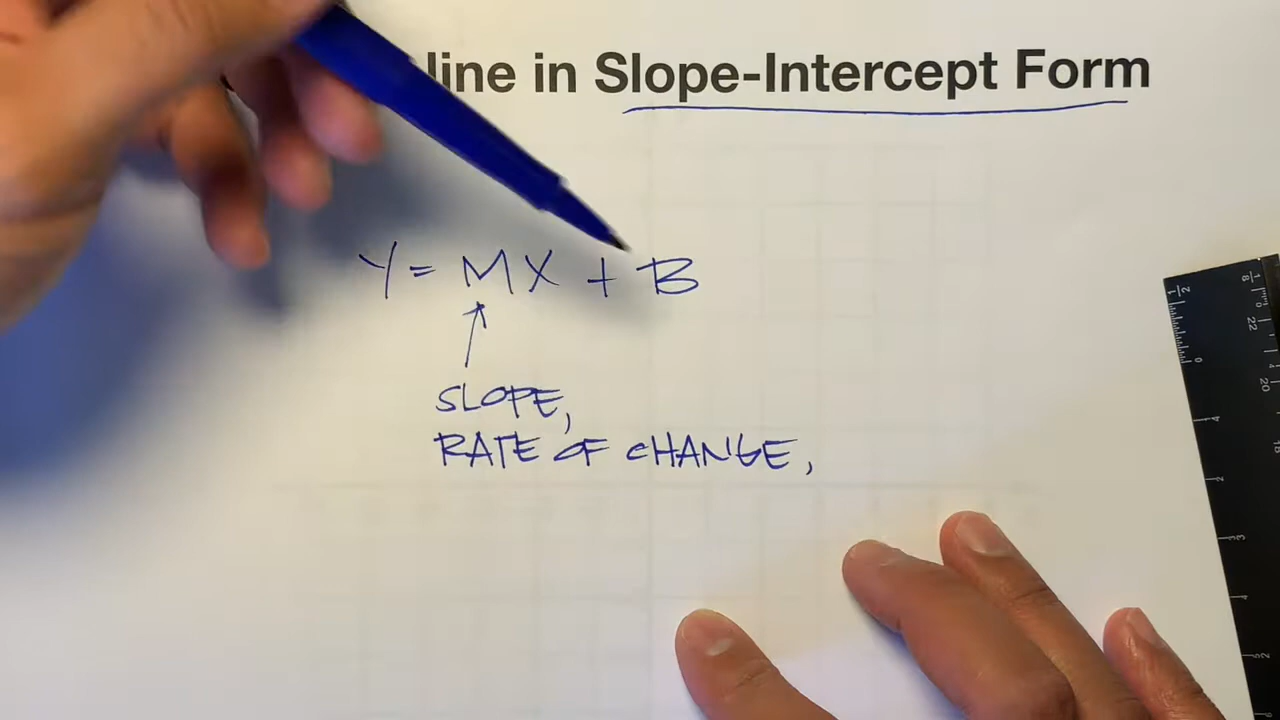 line in Slope-Intercept Form
Y = MX + B
SLOPE,
RATE OF CHANGE,